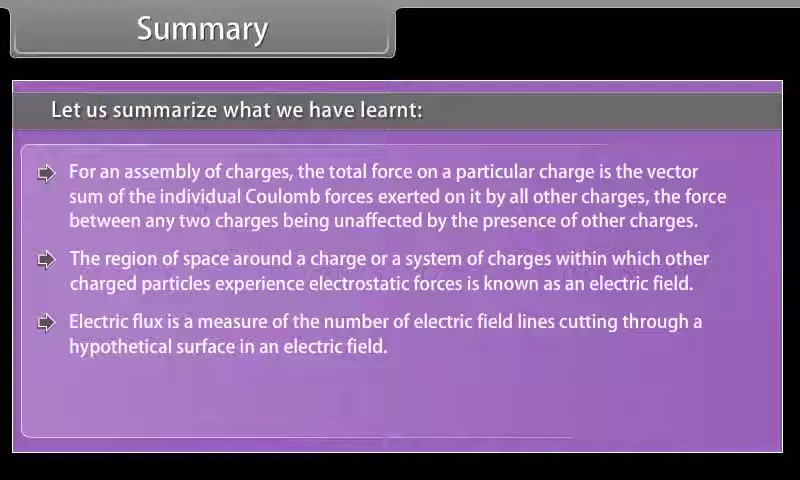 Summary
Let us summarize what we have learnt:
For an assembly of charges, the total force on a particular charge is the vector
sum of the individual Coulomb forces exerted on it by all other charges, the force
between any two charges being unaffected by the presence of other charges.
The region of space around a charge or a system of charges within which other
charged particles experience electrostatic forces is known as an electric field.
Electric flux is a measure of the number of electric field lines cutting through a
hypothetical surface in an electric field.